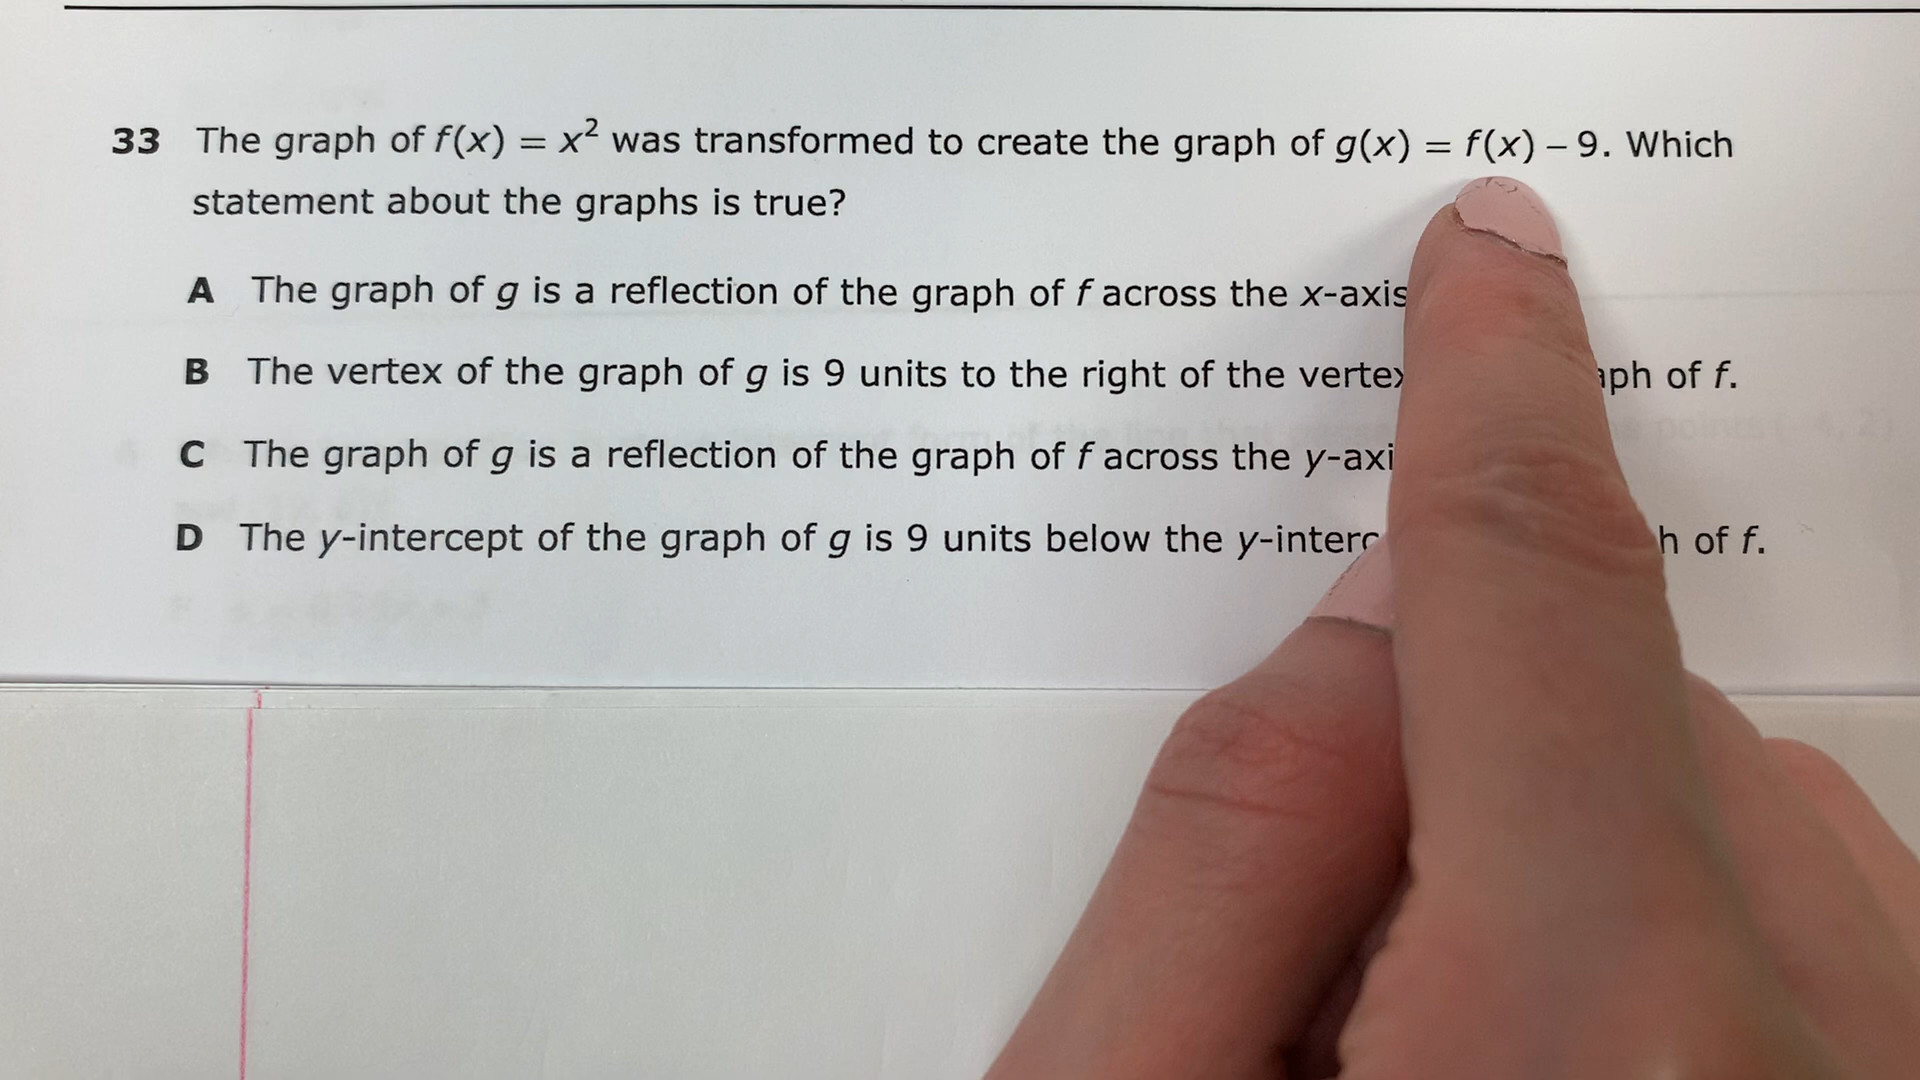 33 The graph of f(x) = x² was transformed to create the graph of g(x) = f(x) – 9. Which
statement about the graphs is true?
A The graph of g is a reflection of the graph of f across the x-axis
B The vertex of the graph of g is 9 units to the right of the vertex of f.
C The graph of g is a reflection of the graph of f across the y-axi
D The y-intercept of the graph of g is 9 units below the y-interc of f.